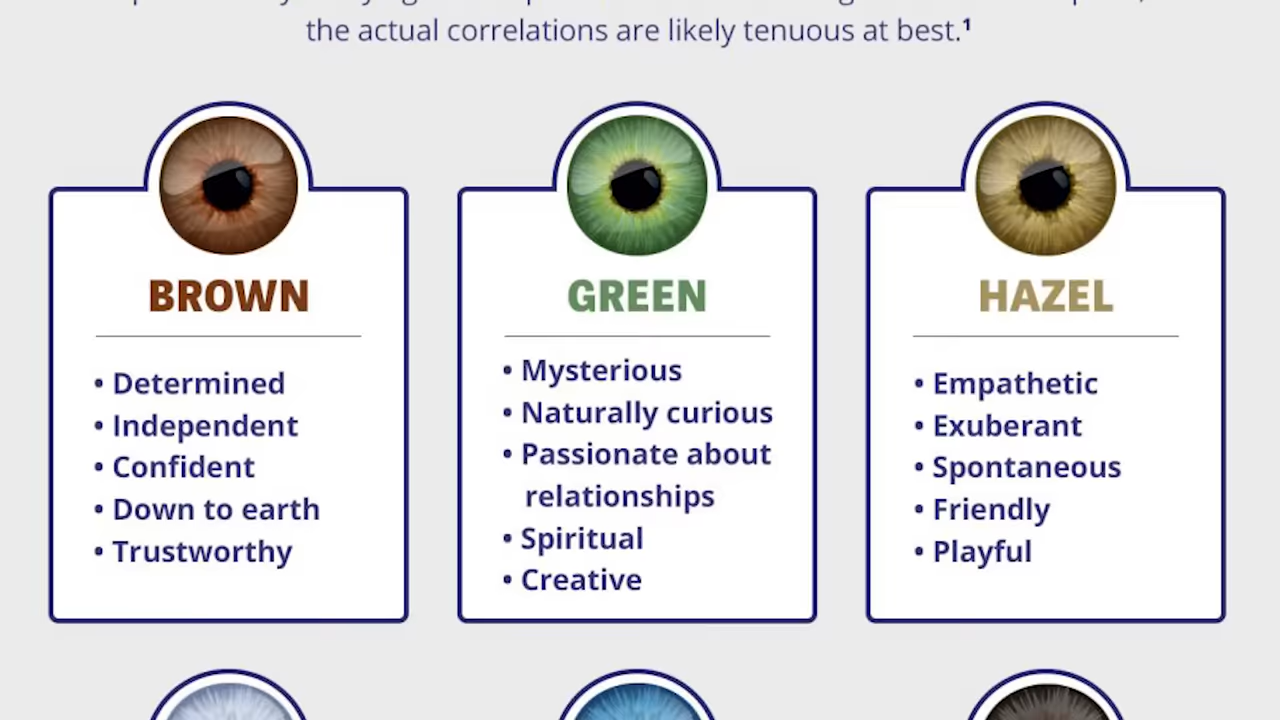 the actual correlations are likely tenuous at best.¹
BROWN
• Determined
• Independent
• Confident
• Down to earth
• Trustworthy
GREEN
• Mysterious
• Naturally curious
• Passionate about
relationships
• Spiritual
• Creative
HAZEL
• Empathetic
• Exuberant
• Spontaneous
• Friendly
• Playful